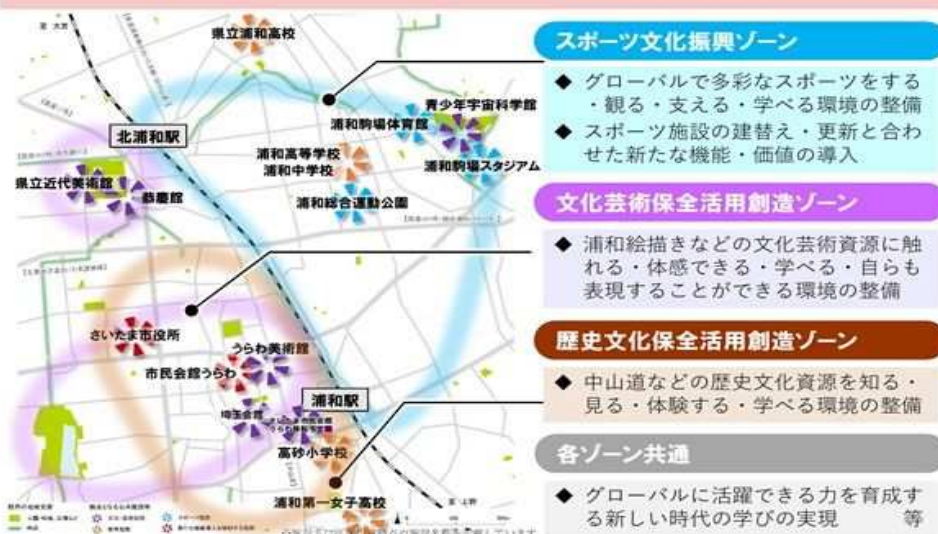 至 大宮
県立浦和高校
北浦和駅
県立近代美術館
恭慶館
青少年宇宙科学館
浦和駒場体育館
浦和駒場スタジアム
浦和高等学校
浦和中学校
浦和総合運動公園
さいたま市役所
うらわ美術館
市民会館うらわ
浦和駅
埼玉会館
高砂小学校
浦和第一女子高校
至 上野
スポーツ文化振興ゾーン
◆ グローバルで多彩なスポーツをする
・観る・支える・学べる環境の整備
◆ スポーツ施設の建替え・更新と合わ
せた新たな機能・価値の導入
文化芸術保全活用創造ゾーン
◆ 浦和絵描きなどの文化芸術資源に触
れる・体感できる・学べる・自らも
表現することができる環境の整備
歴史文化保全活用創造ゾーン
◆ 中山道などの歴史文化資源を知る・
見る・体験する・学べる環境の整備
各ゾーン共通
◆ グローバルに活躍できる力を育成す
る新しい時代の学びの実現 等